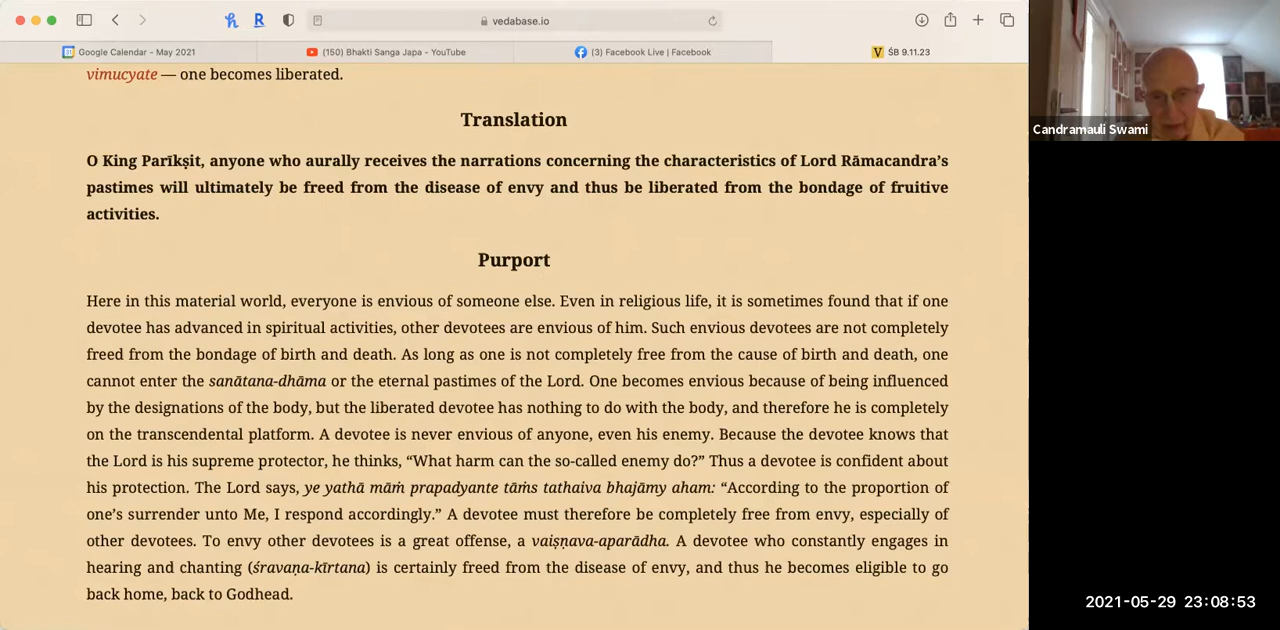 vedabase.io
Google Calendar - May 2021
(150) Bhakti Sanga Japa - YouTube
(3) Facebook Live | Facebook
V ŚB 9.11.23
Candramauli Swami
vimucyate — one becomes liberated.
Translation
O King Parīkṣit, anyone who aurally receives the narrations concerning the characteristics of Lord Rāmacandra’s
pastimes will ultimately be freed from the disease of envy and thus be liberated from the bondage of fruitive
activities.
Purport
Here in this material world, everyone is envious of someone else. Even in religious life, it is sometimes found that if one
devotee has advanced in spiritual activities, other devotees are envious of him. Such envious devotees are not completely
freed from the bondage of birth and death. As long as one is not completely free from the cause of birth and death, one
cannot enter the sanātana-dhāma or the eternal pastimes of the Lord. One becomes envious because of being influenced
by the designations of the body, but the liberated devotee has nothing to do with the body, and therefore he is completely
on the transcendental platform. A devotee is never envious of anyone, even his enemy. Because the devotee knows that
the Lord is his supreme protector, he thinks, “What harm can the so-called enemy do?” Thus a devotee is confident about
his protection. The Lord says, ye yathā māṁ prapadyante tāṁs tathaiva bhajāmy aham: “According to the proportion of
one’s surrender unto Me, I respond accordingly.” A devotee must therefore be completely free from envy, especially of
other devotees. To envy other devotees is a great offense, a vaiṣṇava-aparādha. A devotee who constantly engages in
hearing and chanting (śravaṇa-kīrtana) is certainly freed from the disease of envy, and thus he becomes eligible to go
back home, back to Godhead.
2021-05-29 23:08:53